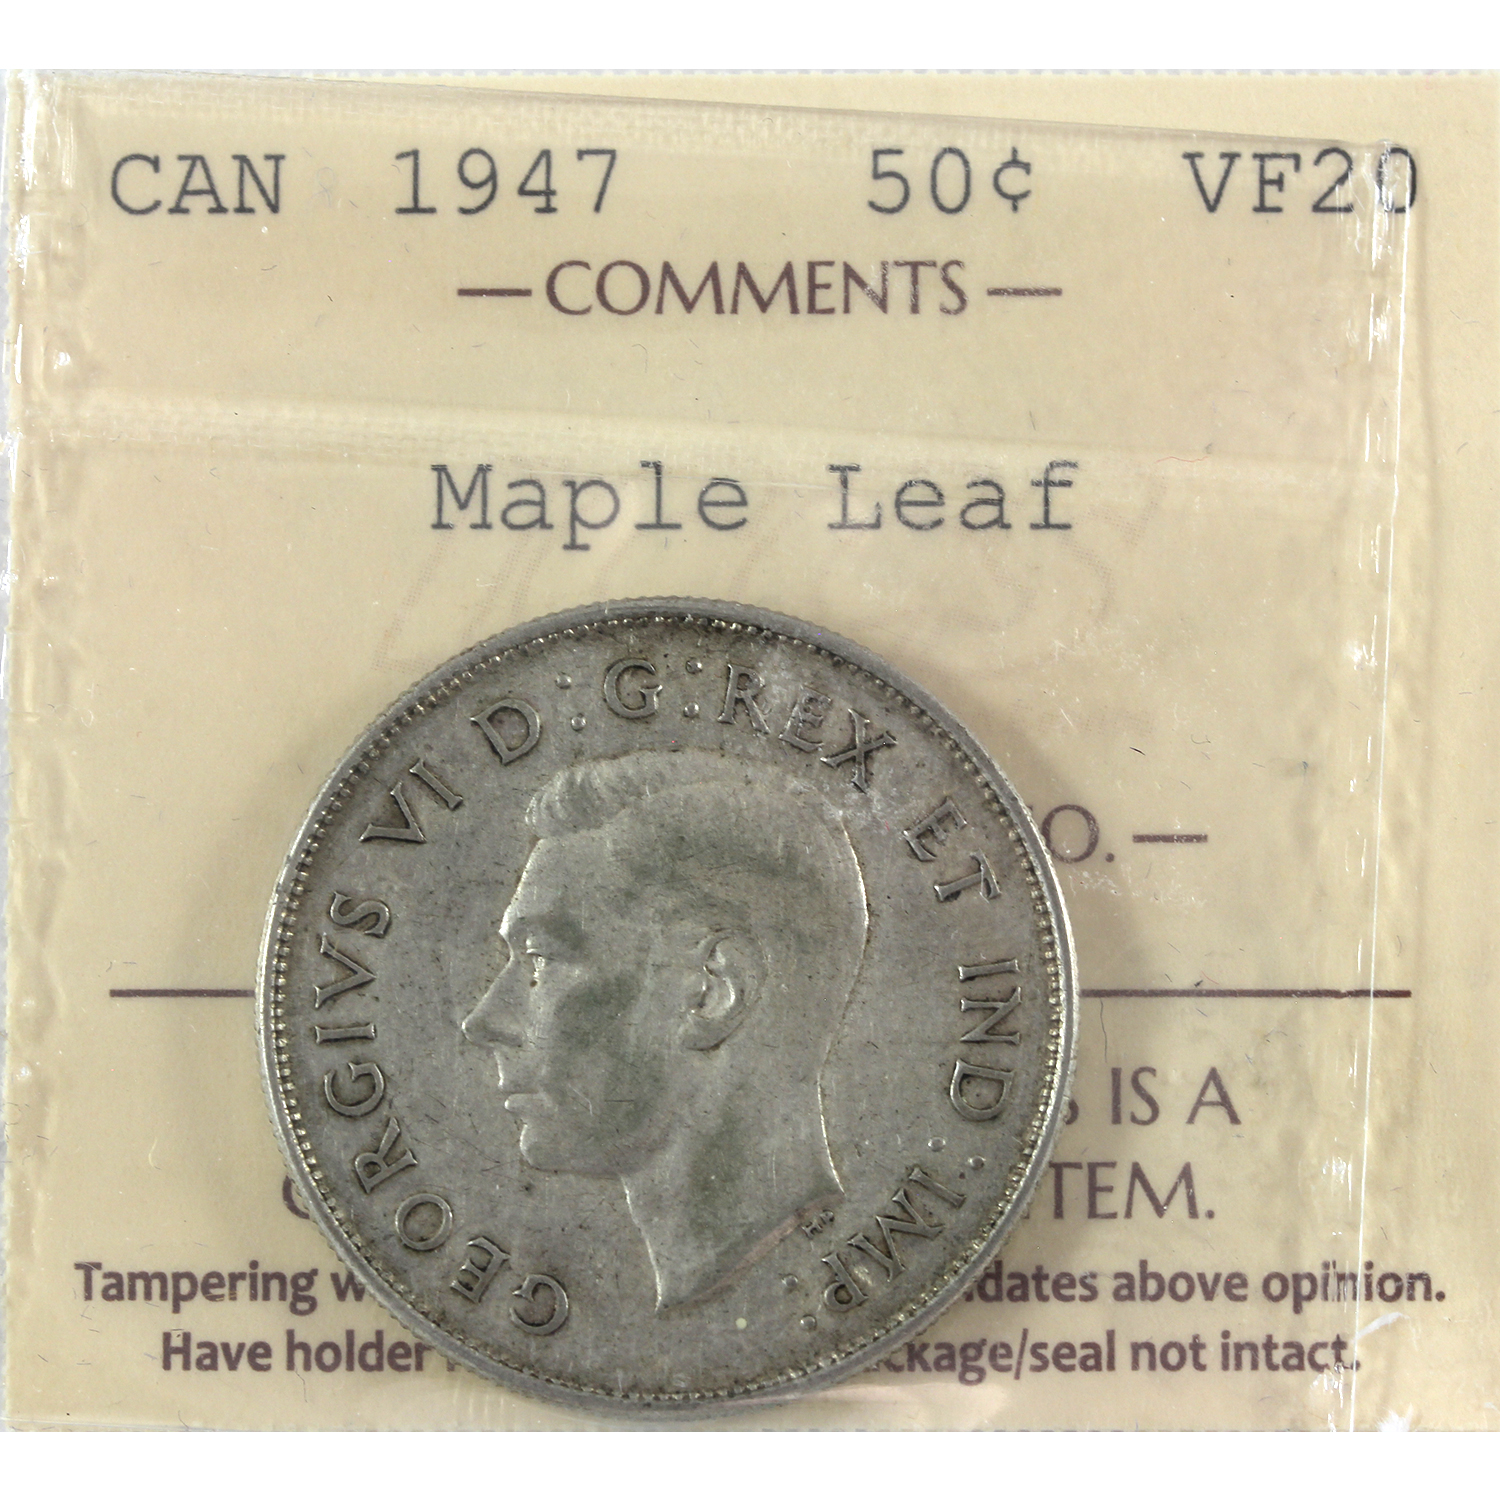 CAN 1947 50¢ VF20
— COMMENTS —
Maple Leaf
GEORGIVS VI D:G:REX ET IND:IMP:
HP
O. —
IS A
TEM.
Tampering w dates above opinion.
Have holder ckage/seal not intact.